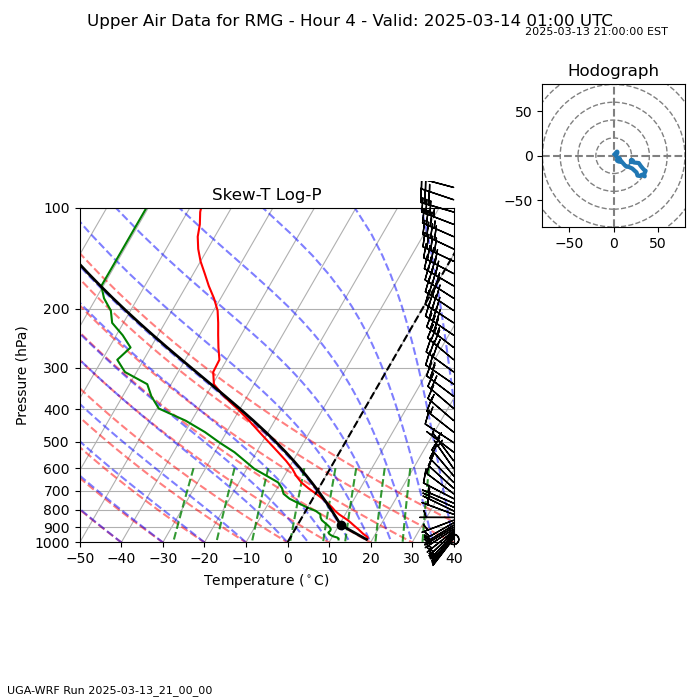 Upper Air Data for RMG - Hour 4 - Valid: 2025-03-14 01:00 UTC
2025-03-13 21:00:00 EST
Hodograph
50
0
−50
−50 0 50
Skew-T Log-P
100
200
300
400
500
600
700
800
900
1000
Pressure (hPa)
−50 −40 −30 −20 −10 0 10 20 30 40
Temperature (°C)
UGA-WRF Run 2025-03-13_21_00_00